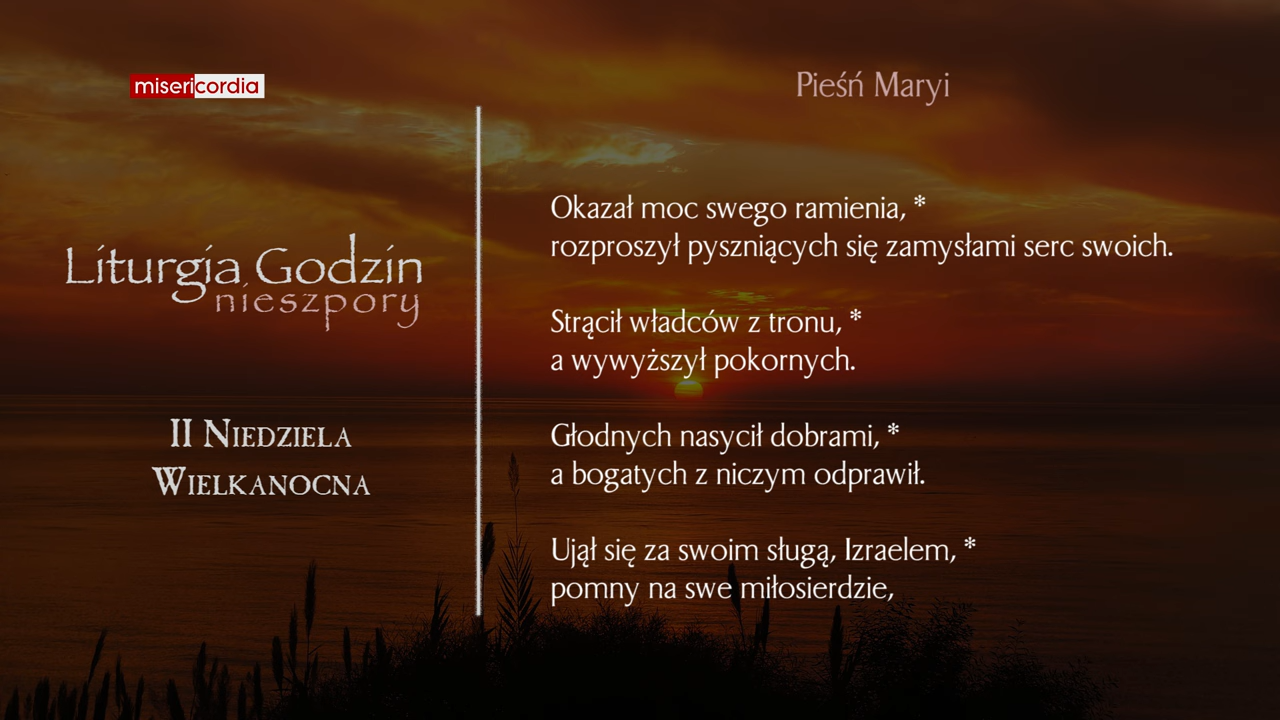 misericordia
Liturgia Godzin
nieszpory
II Niedziela
Wielkanocna
Pieśń Maryi
Okazał moc swego ramienia, *
rozproszył pyszniących się zamysłami serc swoich.
Strącił władców z tronu, *
a wywyższył pokornych.
Głodnych nasycił dobrami, *
a bogatych z niczym odprawił.
Ujął się za swoim sługą, Izraelem, *
pomny na swe miłosierdzie,